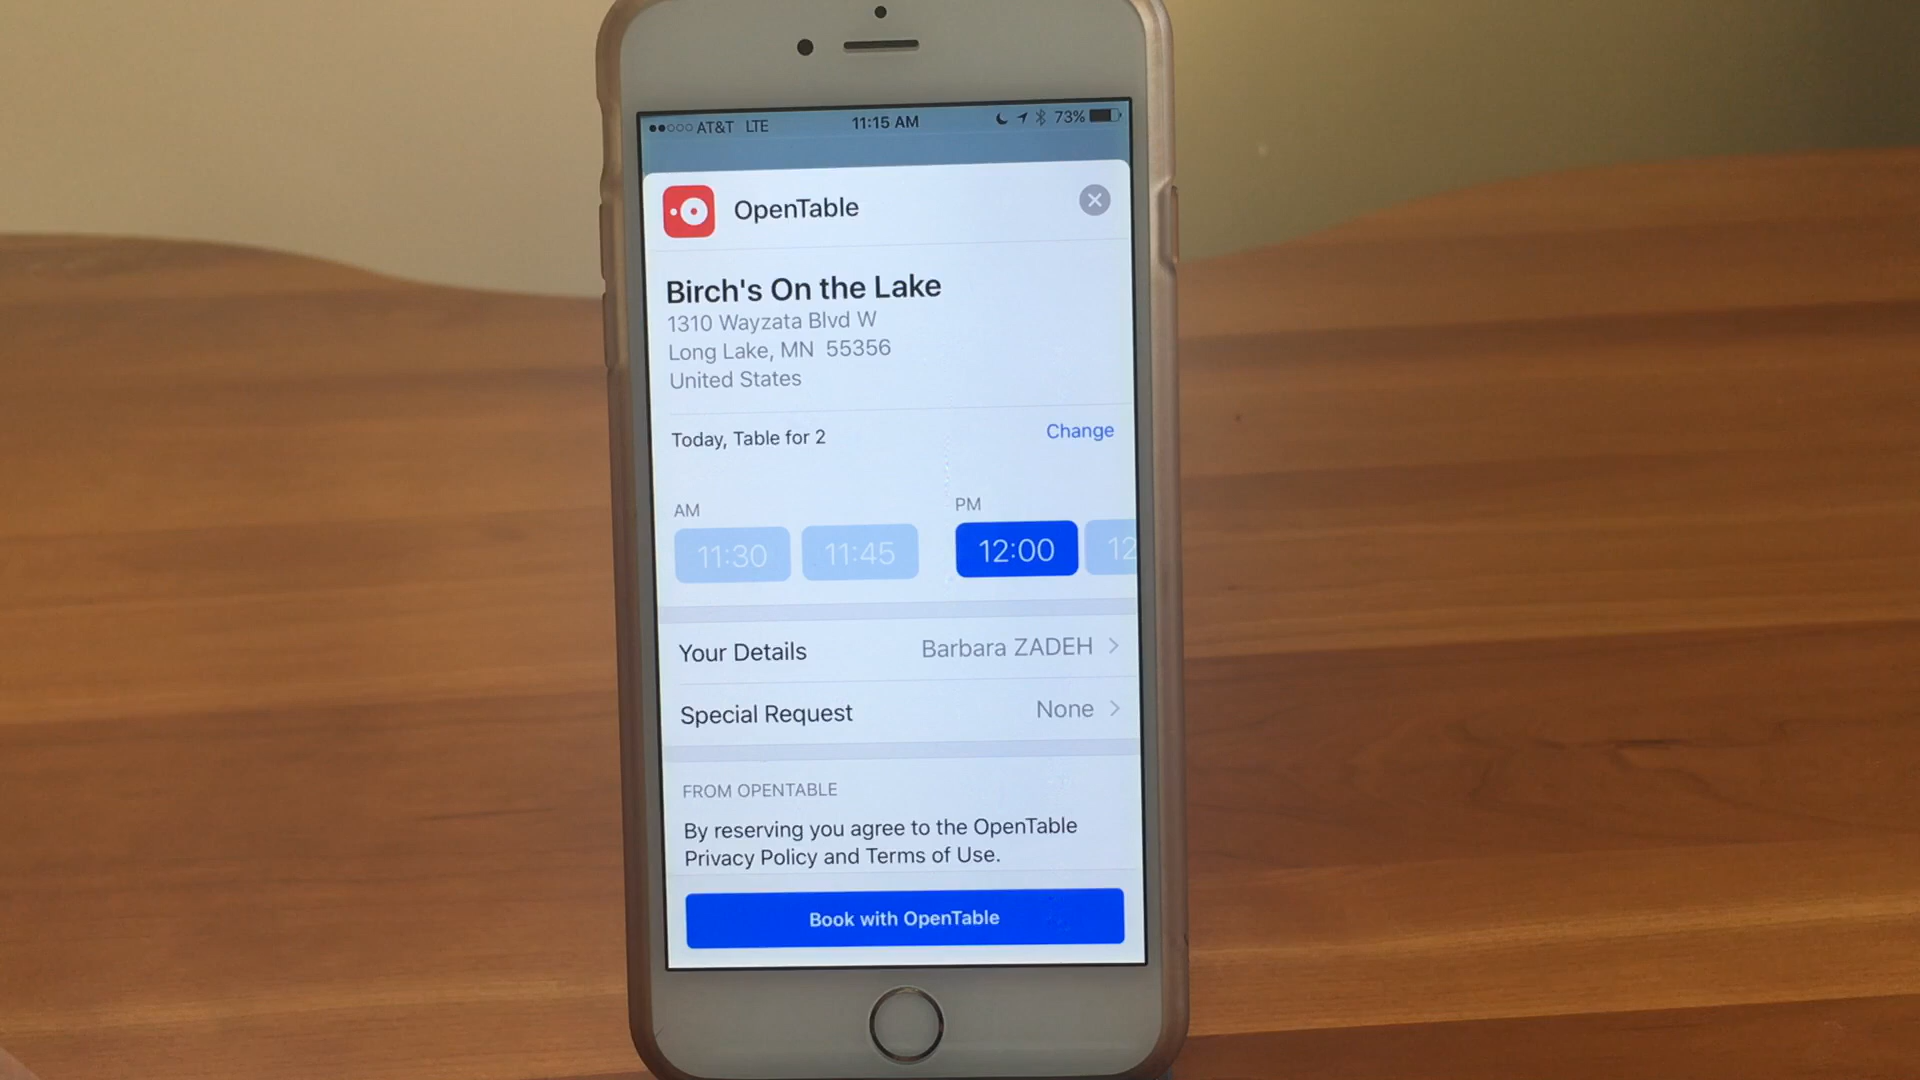 AT&T LTE 11:15 AM 73%
OpenTable
Birch's On the Lake
1310 Wayzata Blvd W
Long Lake, MN 55356
United States
Today, Table for 2 Change
AM PM
11:30 11:45 12:00 12
Your Details Barbara ZADEH
Special Request None
FROM OPENTABLE
By reserving you agree to the OpenTable
Privacy Policy and Terms of Use.
Book with OpenTable